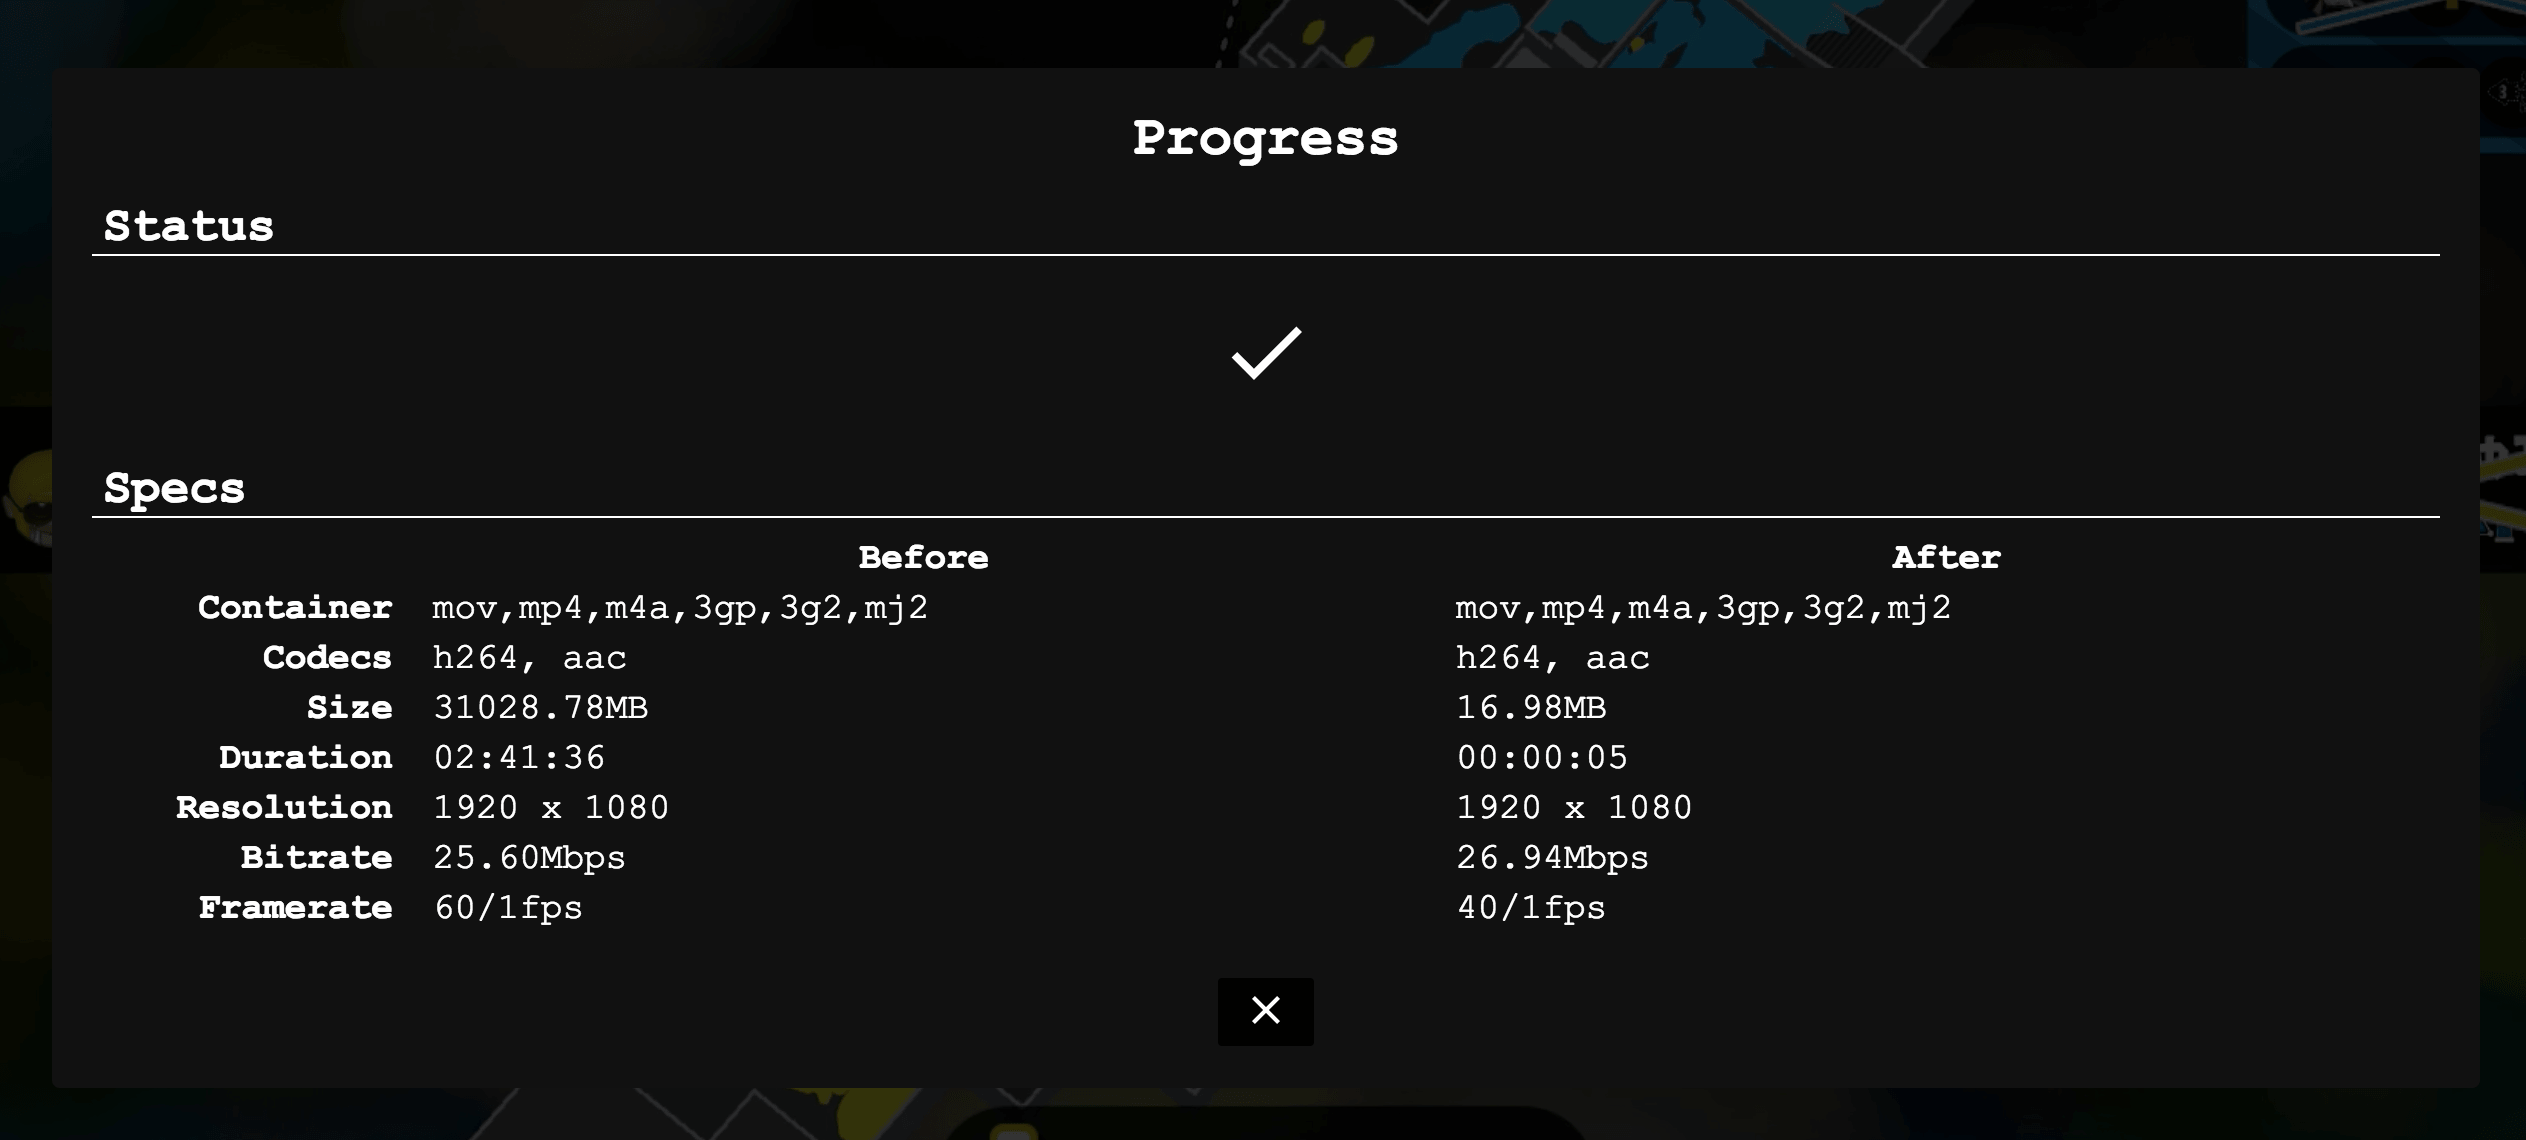 Progress
Status
Specs
Before After
Container mov,mp4,m4a,3gp,3g2,mj2 mov,mp4,m4a,3gp,3g2,mj2
Codecs h264, aac h264, aac
Size 31028.78MB 16.98MB
Duration 02:41:36 00:00:05
Resolution 1920 x 1080 1920 x 1080
Bitrate 25.60Mbps 26.94Mbps
Framerate 60/1fps 40/1fps